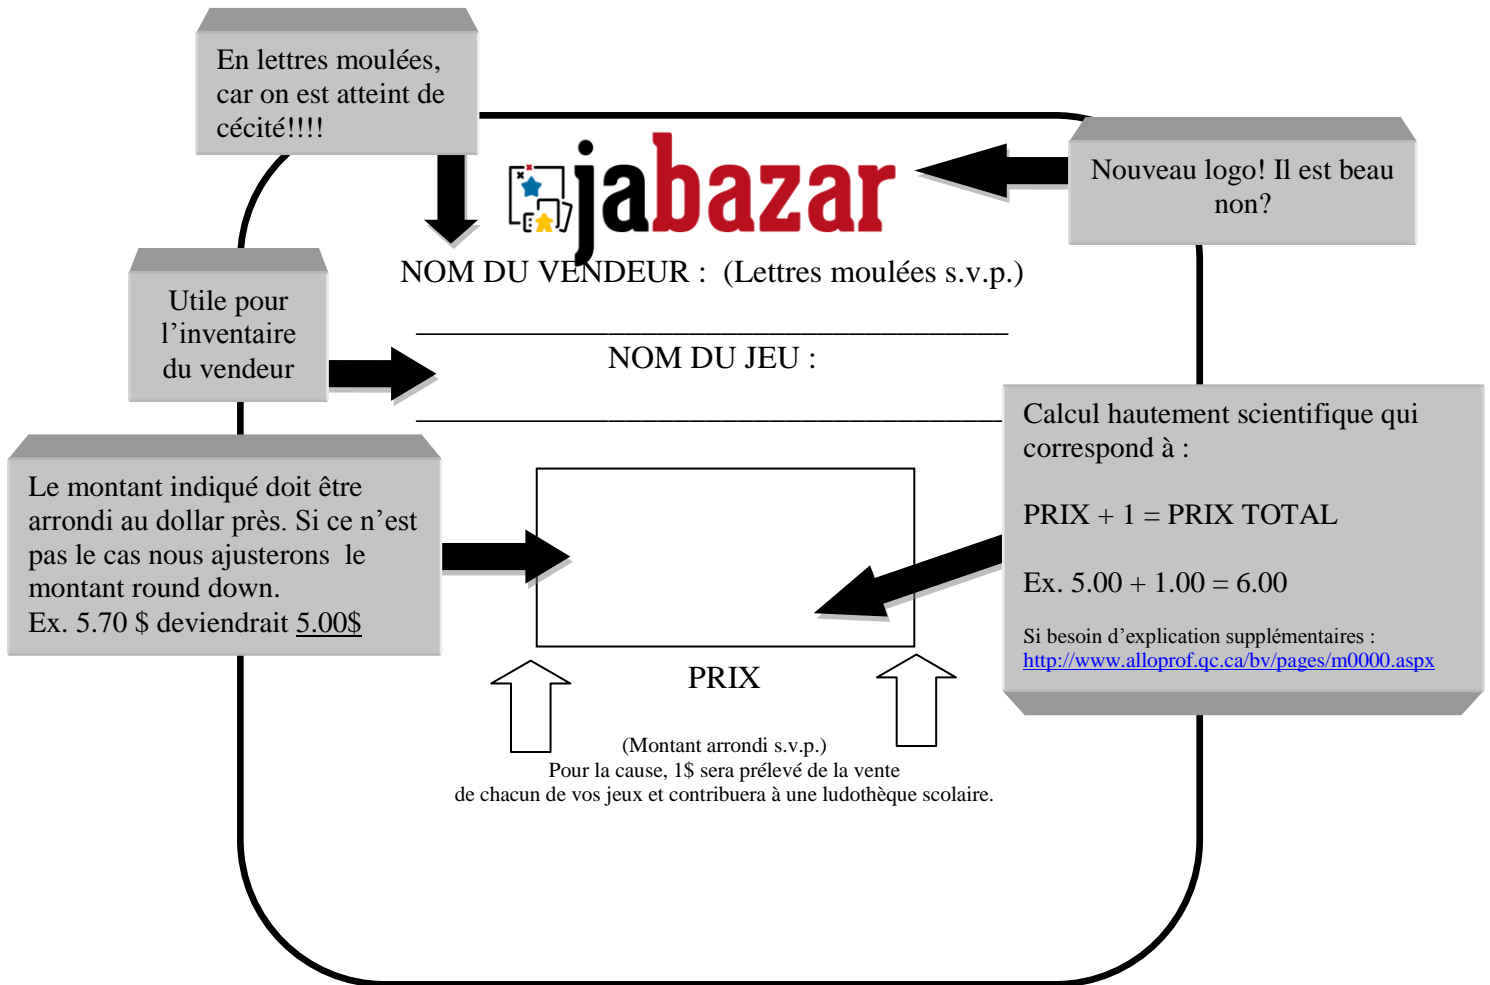 En lettres moulées,
car on est atteint de
cécité!!!!
jabazar
Nouveau logo! Il est beau
non?
NOM DU VENDEUR :  (Lettres moulées s.v.p.)
Utile pour
l’inventaire
du vendeur
NOM DU JEU :
Le montant indiqué doit être
arrondi au dollar près. Si ce n’est
pas le cas nous ajusterons  le
montant round down.
Ex. 5.70 $ deviendrait 5.00$
Calcul hautement scientifique qui
correspond à :
PRIX + 1 = PRIX TOTAL
Ex. 5.00 + 1.00 = 6.00
Si besoin d’explication supplémentaires :
http://www.alloprof.qc.ca/bv/pages/m0000.aspx
PRIX
(Montant arrondi s.v.p.)
Pour la cause, 1$ sera prélevé de la vente
de chacun de vos jeux et contribuera à une ludothèque scolaire.